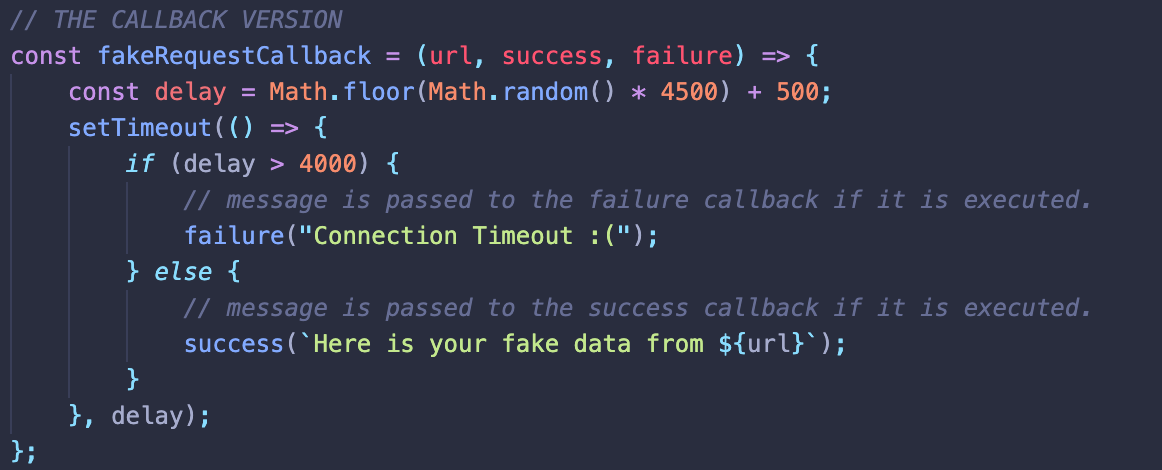 // THE CALLBACK VERSION
const fakeRequestCallback = (url, success, failure) => {
    const delay = Math.floor(Math.random() * 4500) + 500;
    setTimeout(() => {
        if (delay > 4000) {
            // message is passed to the failure callback if it is executed.
            failure("Connection Timeout :(");
        } else {
            // message is passed to the success callback if it is executed.
            success(`Here is your fake data from ${url}`);
        }
    }, delay);
};